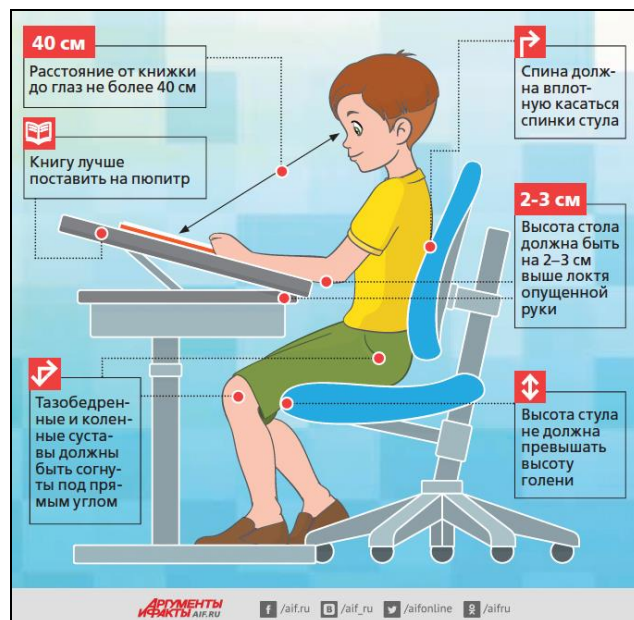 40 см
Расстояние от книжки
до глаз не более 40 см
Книгу лучше
поставить на пюпитр
Спина долж-
на вплот-
ную касаться
спинки стула
2-3 см
Высота стола
должна быть
на 2–3 см
выше локтя
опущенной
руки
Тазобедрен-
ные и колен-
ные суста-
вы должны
быть согну-
ты под пря-
мым углом
Высота стула
не должна
превышать
высоту
голени
АРГУМЕНТЫ
И ФАКТЫ AIF.RU
f /aif.ru B /aif_ru /aifonline /aifru